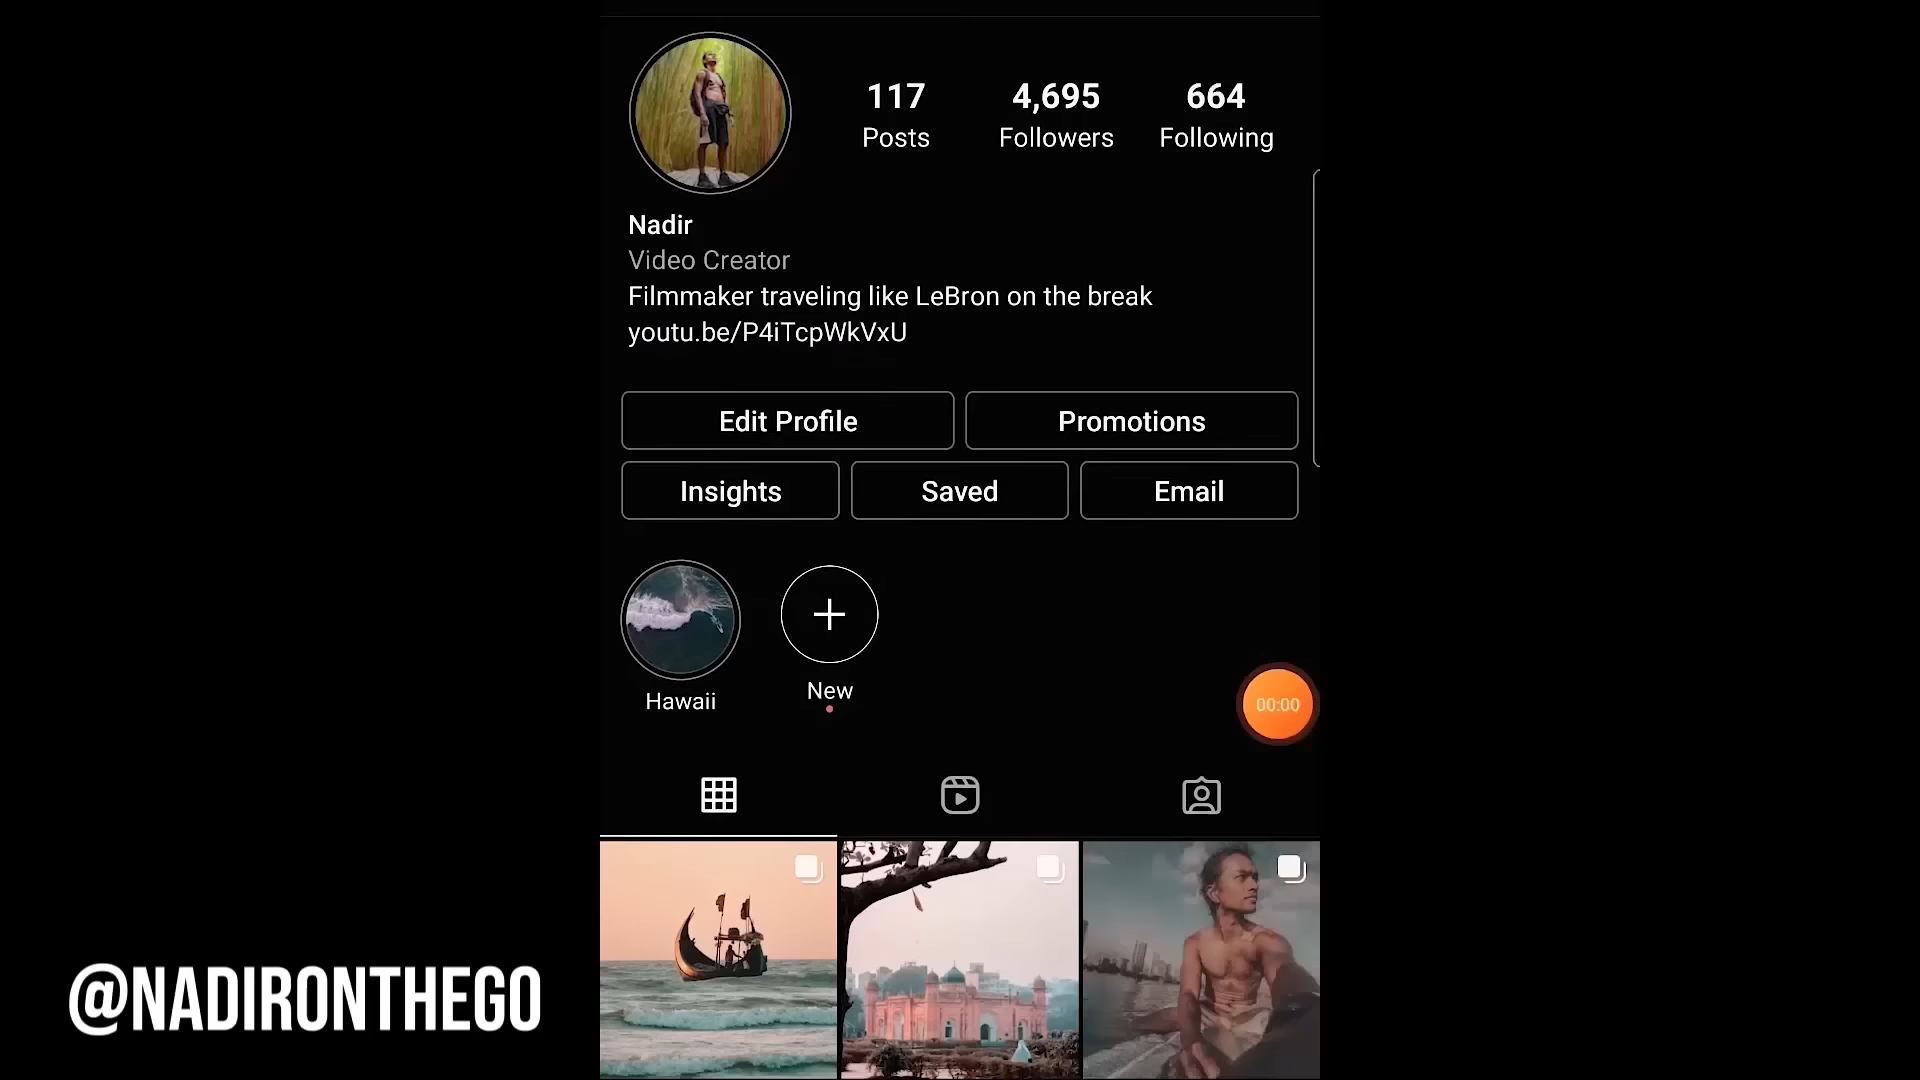 117 4,695 664
Posts Followers Following
Nadir
Video Creator
Filmmaker traveling like LeBron on the break
youtu.be/P4iTcpWkVxU
Edit Profile Promotions
Insights Saved Email
Hawaii New
00:00
@NADIRONTHEGO